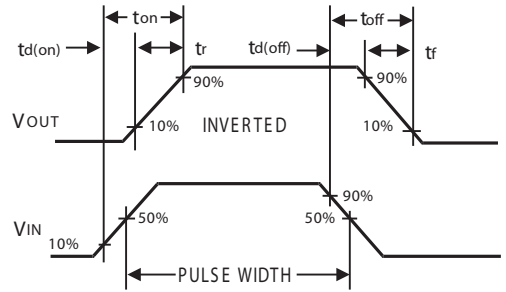 ton toff
td(on) tr td(off) tf
90% 90%
VOUT 10% INVERTED 10%
90%
50% 50%
VIN 10%
PULSE WIDTH